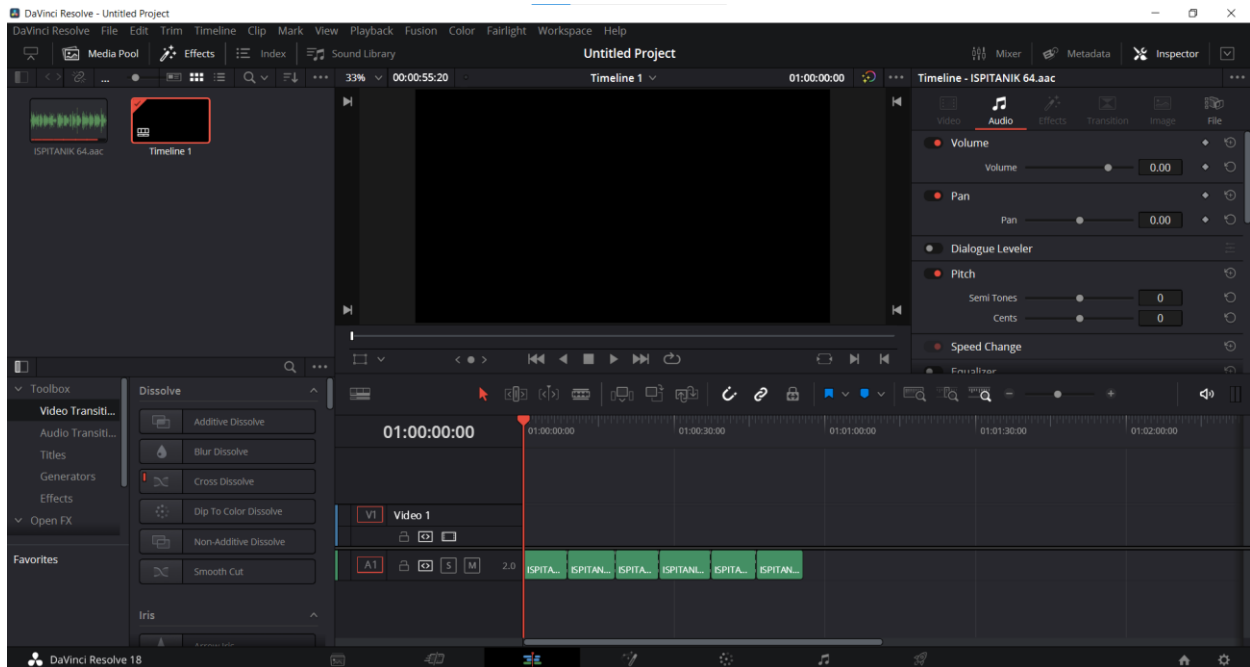 DaVinci Resolve - Untitled Project
DaVinci Resolve File Edit Trim Timeline Clip Mark View Playback Fusion Color Fairlight Workspace Help
Media Pool Effects Index Sound Library Untitled Project Mixer Metadata Inspector
... 33% 00:00:55:20 Timeline 1 01:00:00:00 ••• Timeline - ISPITANIK 64.aac •••
Video Audio Effects Transition Image File
ISPITANIK 64.aac Timeline 1
Volume
Volume 0.00
Pan
Pan 0.00
Dialogue Leveler
Pitch
Semi Tones 0
Cents 0
Speed Change
Equalizer
Toolbox
Video Transiti...
Audio Transiti...
Titles
Generators
Effects
Open FX
Favorites
Dissolve
Additive Dissolve
Blur Dissolve
Cross Dissolve
Dip To Color Dissolve
Non-Additive Dissolve
Smooth Cut
Iris
Arrow Iris
01:00:00:00
01:00:00:00 01:00:30:00 01:01:00:00 01:01:30:00 01:02:00:00
V1 Video 1
A1 S M 2.0
ISPITA... ISPITAN... ISPITA... ISPITANI... ISPITA... ISPITAN...
DaVinci Resolve 18